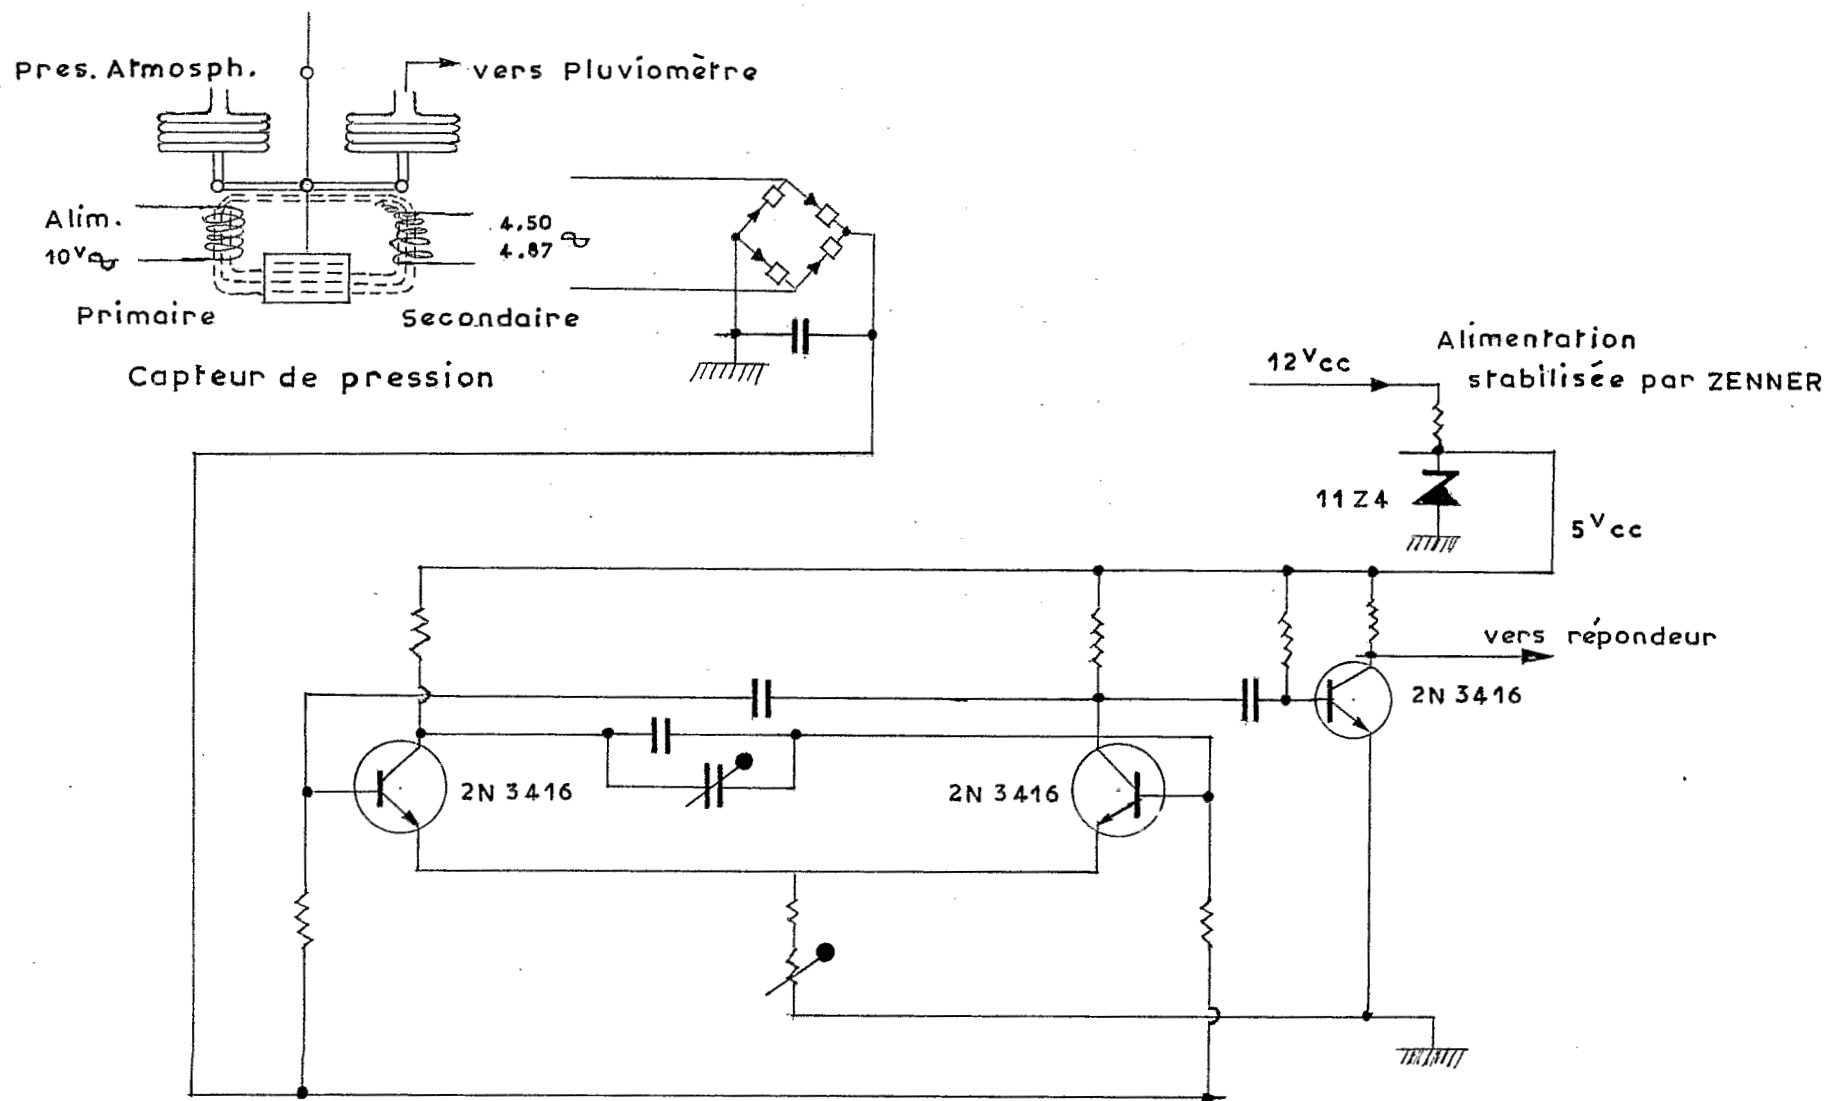 Pres. Atmosph.
vers Pluviomètre
Alim.
10V
4.50
4.87
Primaire
Secondaire
Capteur de pression
12Vcc
Alimentation
stabilisée par ZENNER
11Z4
5Vcc
vers répondeur
2N 3416
2N 3416
2N 3416